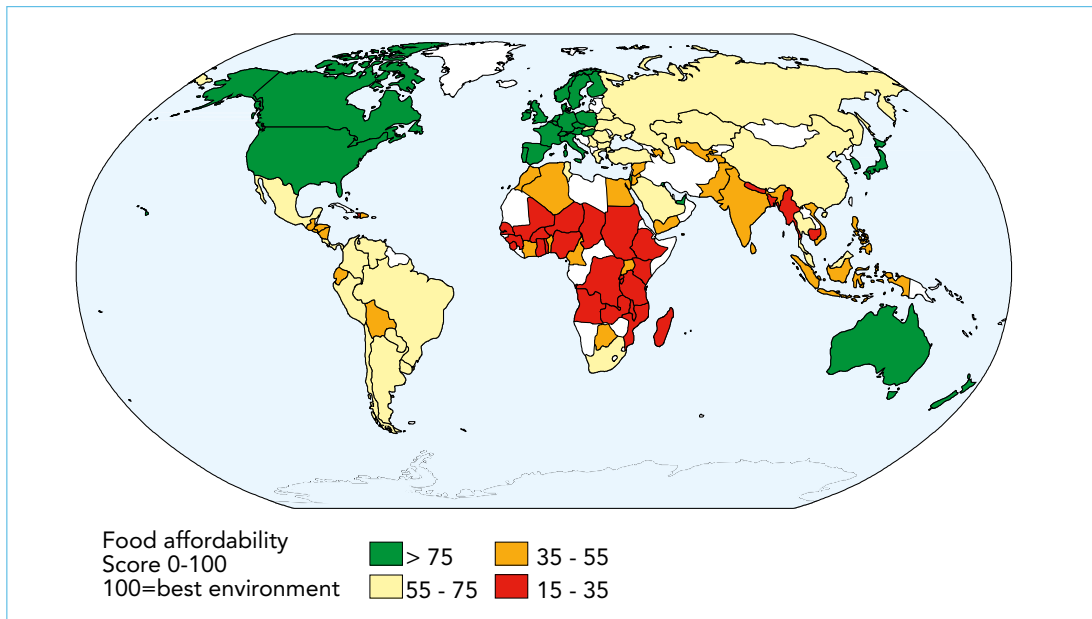 Food affordability
Score 0-100
100=best environment
> 75
55 - 75
35 - 55
15 - 35